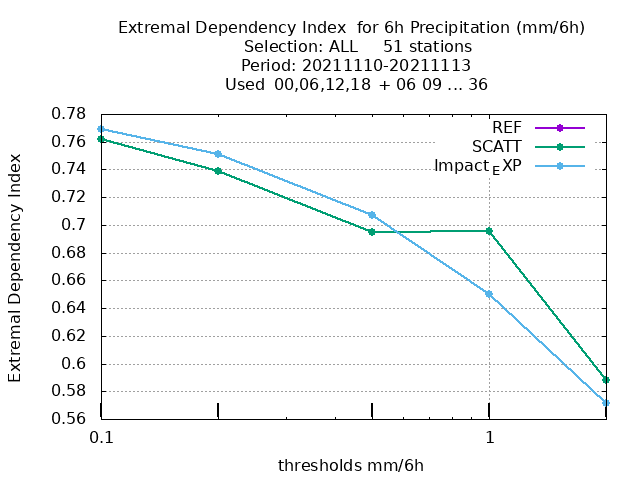 Extremal Dependency Index  for 6h Precipitation (mm/6h)
Selection: ALL     51 stations
Period: 20211110-20211113
Used  00,06,12,18  + 06 09 ... 36
REF
SCATT
Impact_EXP
Extremal Dependency Index
0.78
0.76
0.74
0.72
0.7
0.68
0.66
0.64
0.62
0.6
0.58
0.56
0.1
1
thresholds mm/6h